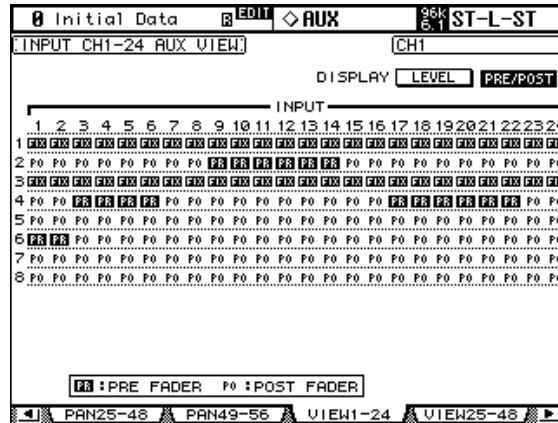 0 Initial Data R EDIT ◇AUX 96k 6.1 ST-L-ST
INPUT CH1-24 AUX VIEW CH1
DISPLAY LEVEL PRE/POST
INPUT
1 2 3 4 5 6 7 8 9 10 11 12 13 14 15 16 17 18 19 20 21 22 23 24
1 FIX FIX FIX FIX FIX FIX FIX FIX FIX FIX FIX FIX FIX FIX FIX FIX FIX FIX FIX FIX FIX FIX FIX
2 PO PO PO PO PO PO PO PO PR PR PR PR PR PR PO PO PO PO PO PO PO PO PO
3 FIX FIX FIX FIX FIX FIX FIX FIX FIX FIX FIX FIX FIX FIX FIX FIX FIX FIX FIX FIX FIX FIX FIX
4 PO PO PR PR PR PR PO PO PO PO PO PO PO PO PO PO PR PR PR PR PR PR PO
5 PO PO PO PO PO PO PO PO PO PO PO PO PO PO PO PO PO PO PO PO PO PO PO
6 PR PR PO PO PO PO PO PO PO PO PO PO PO PO PO PO PO PO PO PO PO PO PO
7 PO PO PO PO PO PO PO PO PO PO PO PO PO PO PO PO PO PO PO PO PO PO PO
8 PO PO PO PO PO PO PO PO PO PO PO PO PO PO PO PO PO PO PO PO PO PO PO
PR :PRE FADER PO :POST FADER
PAN25-48 PAN49-56 VIEW1-24 VIEW25-48